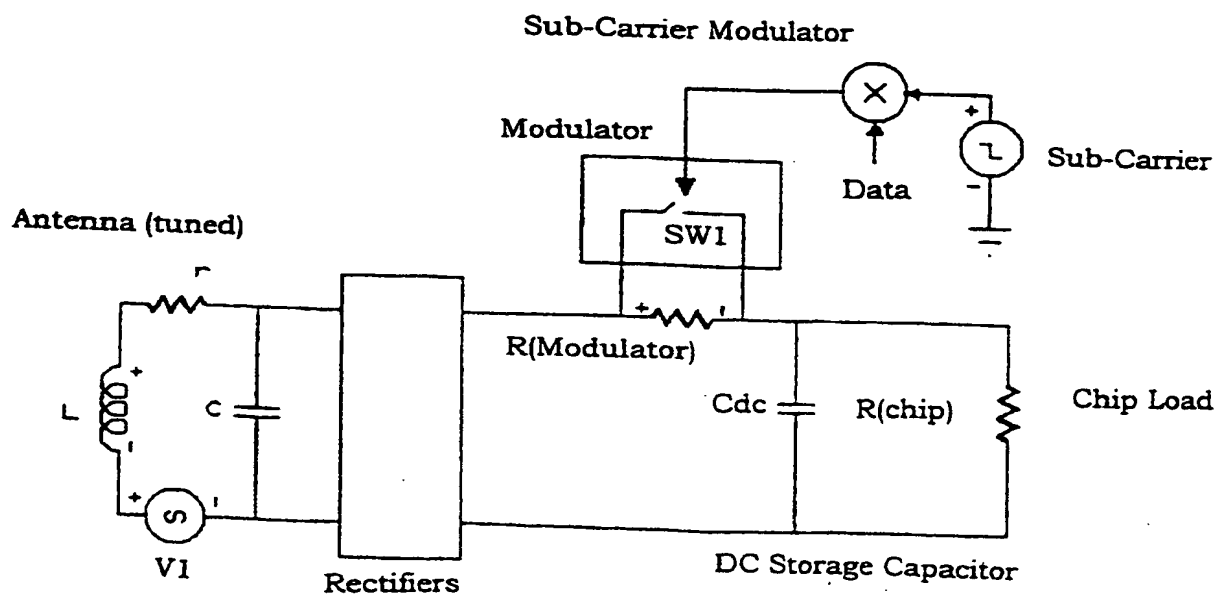 Sub-Carrier Modulator
X
+
Modulator
Sub-Carrier
Data
-
SW1
Antenna (tuned)
r
+ -
R(Modulator)
+
L
C
Cdc
R(chip)
Chip Load
-
+ -
S
V1
Rectifiers
DC Storage Capacitor